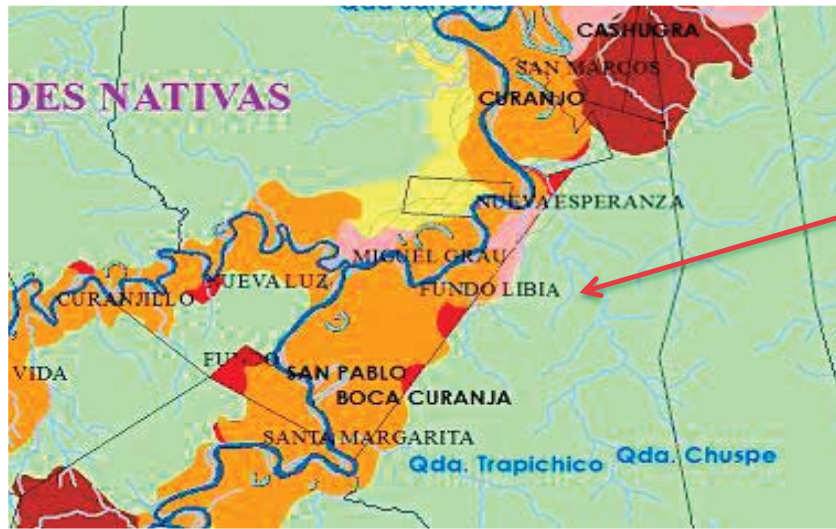 CASHUGRA
DES NATIVAS
SAN MARCOS
CURANJO
NUEVA ESPERANZA
MIGUEL GRAU
NUEVA LUZ
FUNDO LIBIA
CURANJILLO
FUNDO
SAN PABLO
VIDA
BOCA CURANJA
SANTA MARGARITA
Qda. Trapichico
Qda. Chuspe